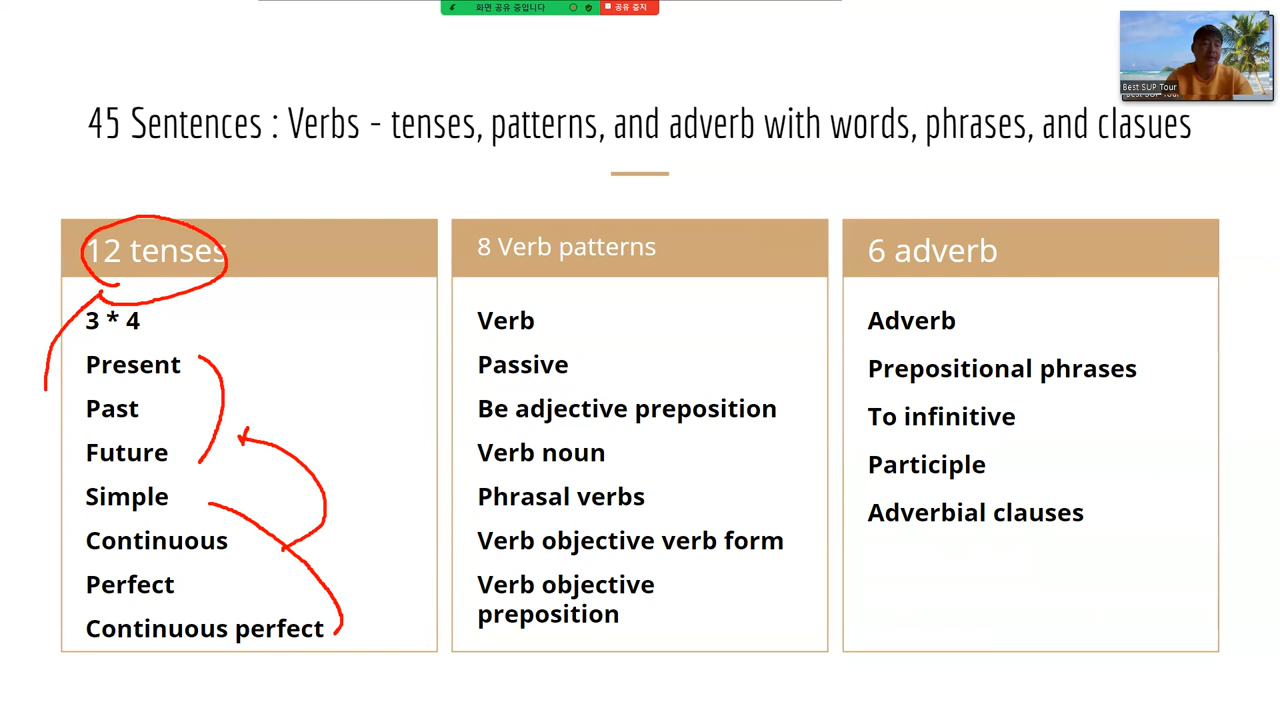 화면 공유 중입니다
공유 중지
Best SUP Tour
45 Sentences : Verbs - tenses, patterns, and adverb with words, phrases, and clasues
12 tenses
3 * 4
Present
Past
Future
Simple
Continuous
Perfect
Continuous perfect
8 Verb patterns
Verb
Passive
Be adjective preposition
Verb noun
Phrasal verbs
Verb objective verb form
Verb objective
preposition
6 adverb
Adverb
Prepositional phrases
To infinitive
Participle
Adverbial clauses